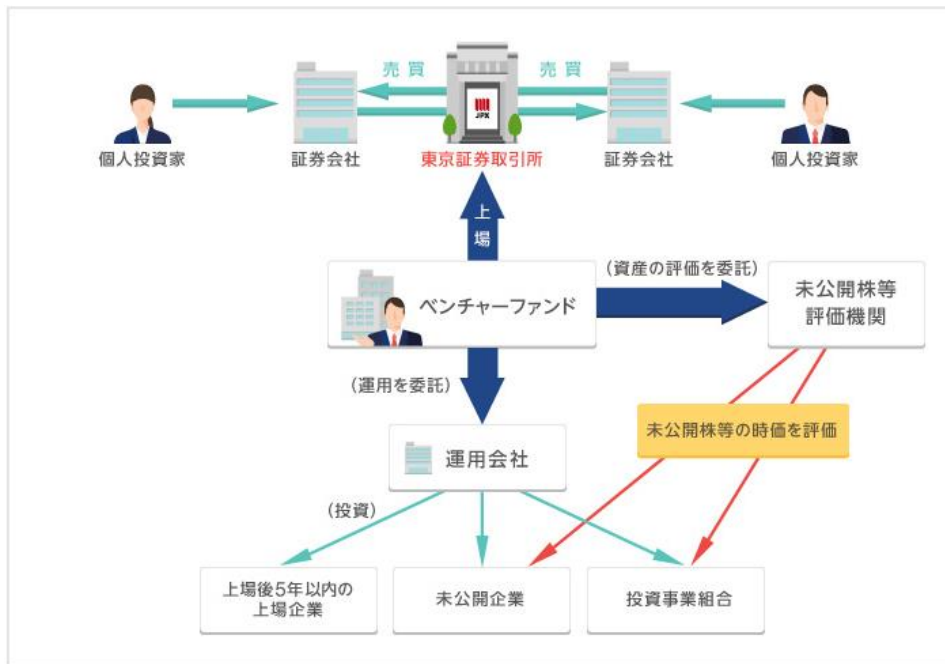 売買
売買
JPX
個人投資家
証券会社
東京証券取引所
証券会社
個人投資家
上場
(資産の評価を委託)
ベンチャーファンド
未公開株等
評価機関
(運用を委託)
未公開株等の時価を評価
運用会社
(投資)
上場後5年以内の
上場企業
未公開企業
投資事業組合